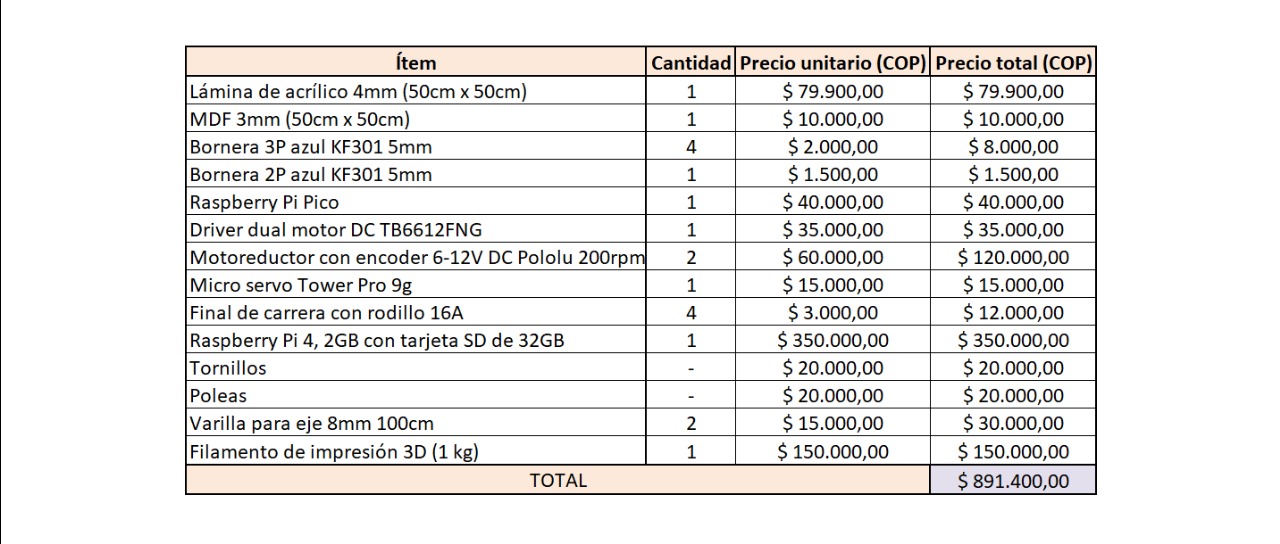 Ítem Cantidad Precio unitario (COP) Precio total (COP)
Lámina de acrílico 4mm (50cm x 50cm) 1 $ 79.900,00 $ 79.900,00
MDF 3mm (50cm x 50cm) 1 $ 10.000,00 $ 10.000,00
Bornera 3P azul KF301 5mm 4 $ 2.000,00 $ 8.000,00
Bornera 2P azul KF301 5mm 1 $ 1.500,00 $ 1.500,00
Raspberry Pi Pico 1 $ 40.000,00 $ 40.000,00
Driver dual motor DC TB6612FNG 1 $ 35.000,00 $ 35.000,00
Motoreductor con encoder 6-12V DC Pololu 200rpm 2 $ 60.000,00 $ 120.000,00
Micro servo Tower Pro 9g 1 $ 15.000,00 $ 15.000,00
Final de carrera con rodillo 16A 4 $ 3.000,00 $ 12.000,00
Raspberry Pi 4, 2GB con tarjeta SD de 32GB 1 $ 350.000,00 $ 350.000,00
Tornillos - $ 20.000,00 $ 20.000,00
Poleas - $ 20.000,00 $ 20.000,00
Varilla para eje 8mm 100cm 2 $ 15.000,00 $ 30.000,00
Filamento de impresión 3D (1 kg) 1 $ 150.000,00 $ 150.000,00
TOTAL $ 891.400,00